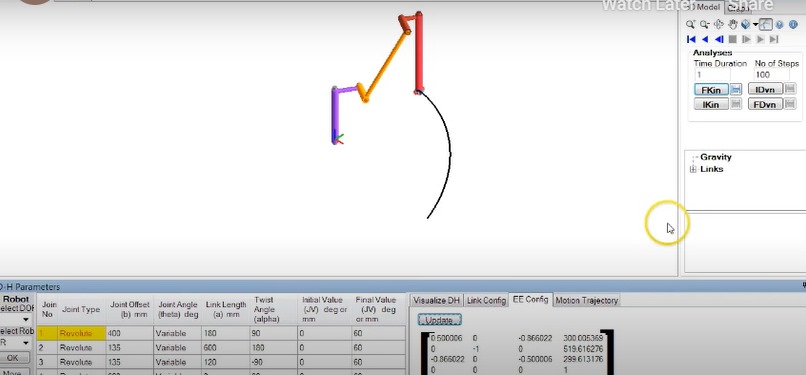 Watch Later
Share
3D Model
Graph
Analyses
Time Duration
No of Steps
1
100
FKin
IDyn
IKin
FDyn
Gravity
Links
D-H Parameters
Robot
Select DOF
Select Rob
R
OK
More
Join No
Joint Type
Joint Offset (b) mm
Joint Angle (theta) deg
Link Length (a) mm
Twist Angle (alpha)
Initial Value (JV) deg or mm
Final Value (JV) deg or mm
1 Revolute 400 Variable 180 90 0 60
2 Revolute 135 Variable 600 180 0 60
3 Revolute 135 Variable 120 -90 0 60
Visualize DH
Link Config
EE Config
Motion Trajectory
Update
0.500006 0 -0.866022 300.005369
0 -1 0 519.616276
-0.866022 0 -0.500006 299.613176
0 0 0 1